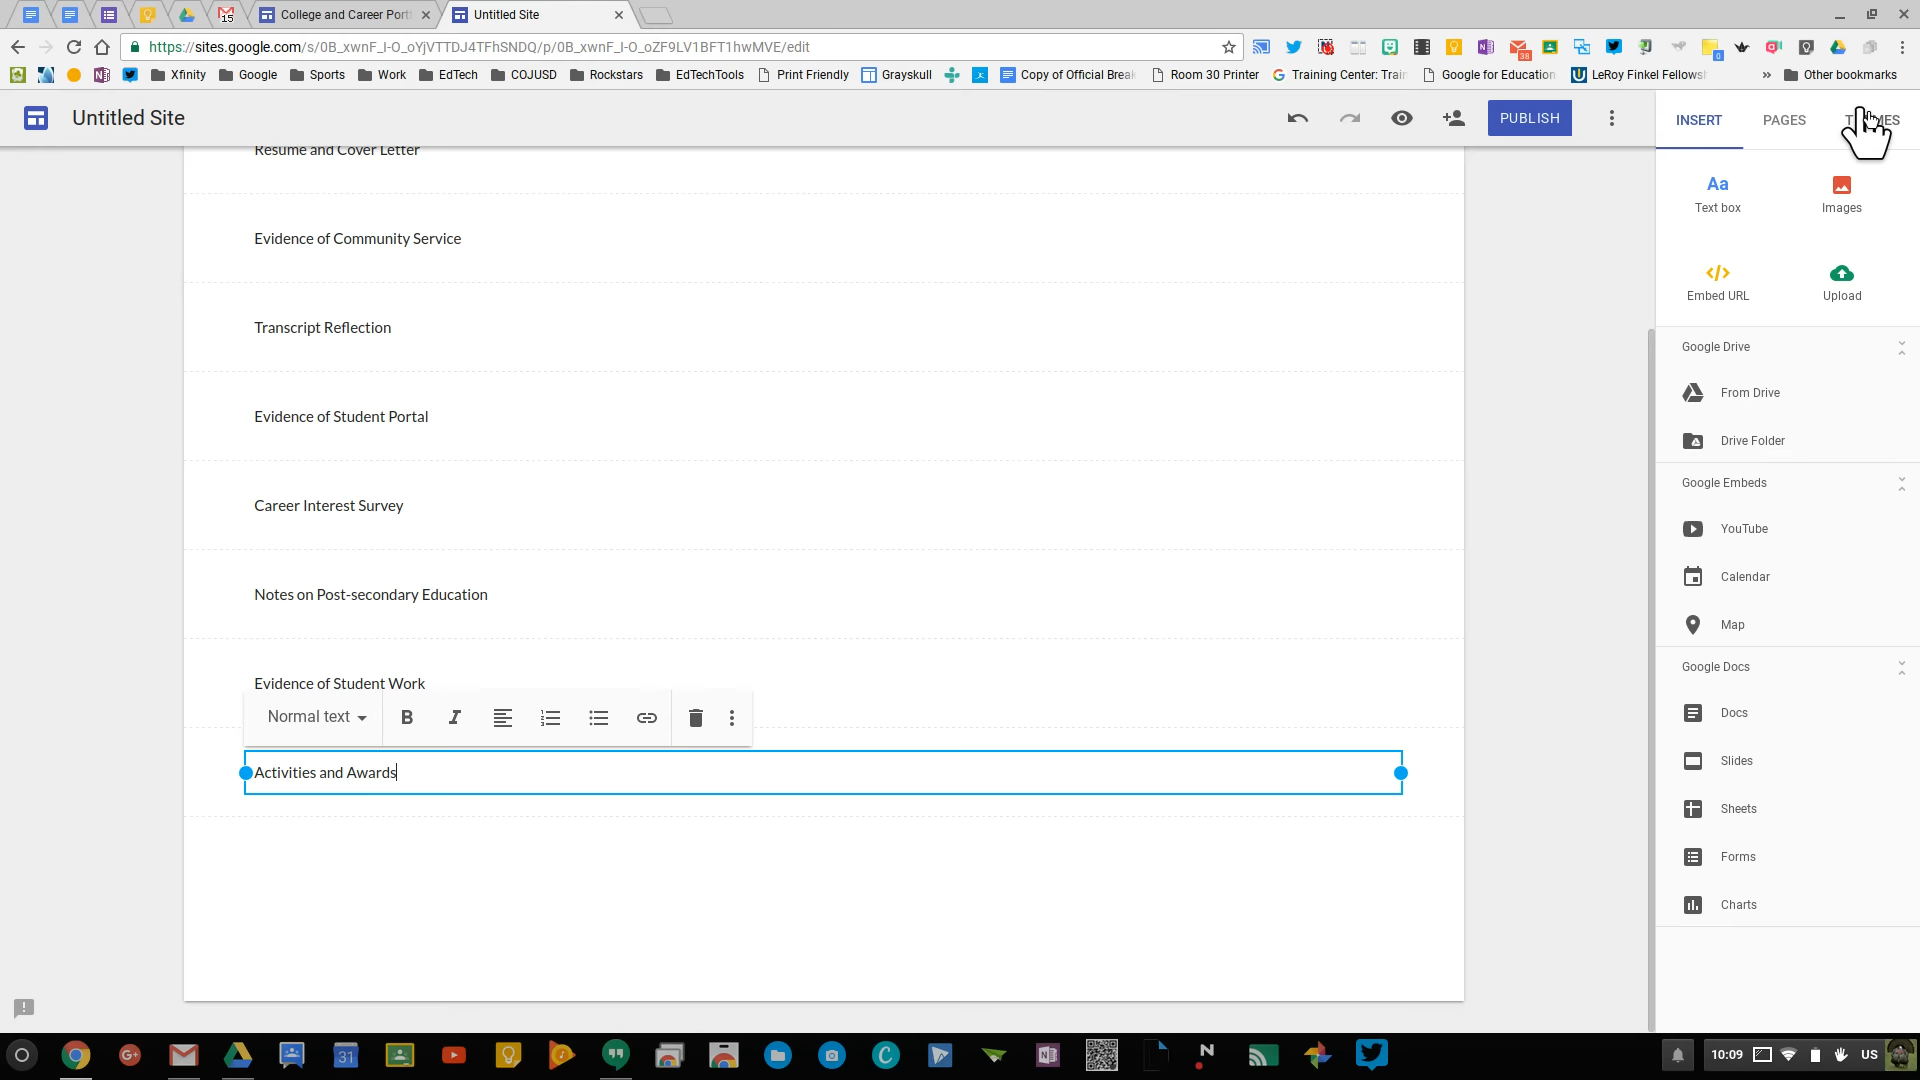 15
College and Career Port
Untitled Site
https://sites.google.com/s/0B_xwnF_I-O_oYjVTTDJ4TFhSNDQ/p/0B_xwnF_I-O_oZF9LV1BFT1hwMVE/edit
38
0
Xfinity
Google
Sports
Work
EdTech
COJUSD
Rockstars
EdTechTools
Print Friendly
Grayskull
Copy of Official Break
Room 30 Printer
Training Center: Train
Google for Education
LeRoy Finkel Fellows
Other bookmarks
Untitled Site
PUBLISH
INSERT
PAGES
Resume and Cover Letter
Evidence of Community Service
Transcript Reflection
Evidence of Student Portal
Career Interest Survey
Notes on Post-secondary Education
Evidence of Student Work
Normal text
B
I
Activities and Awards
Aa
Text box
Images
Embed URL
Upload
Google Drive
From Drive
Drive Folder
Google Embeds
YouTube
Calendar
Map
Google Docs
Docs
Slides
Sheets
Forms
Charts
31
10:09
US